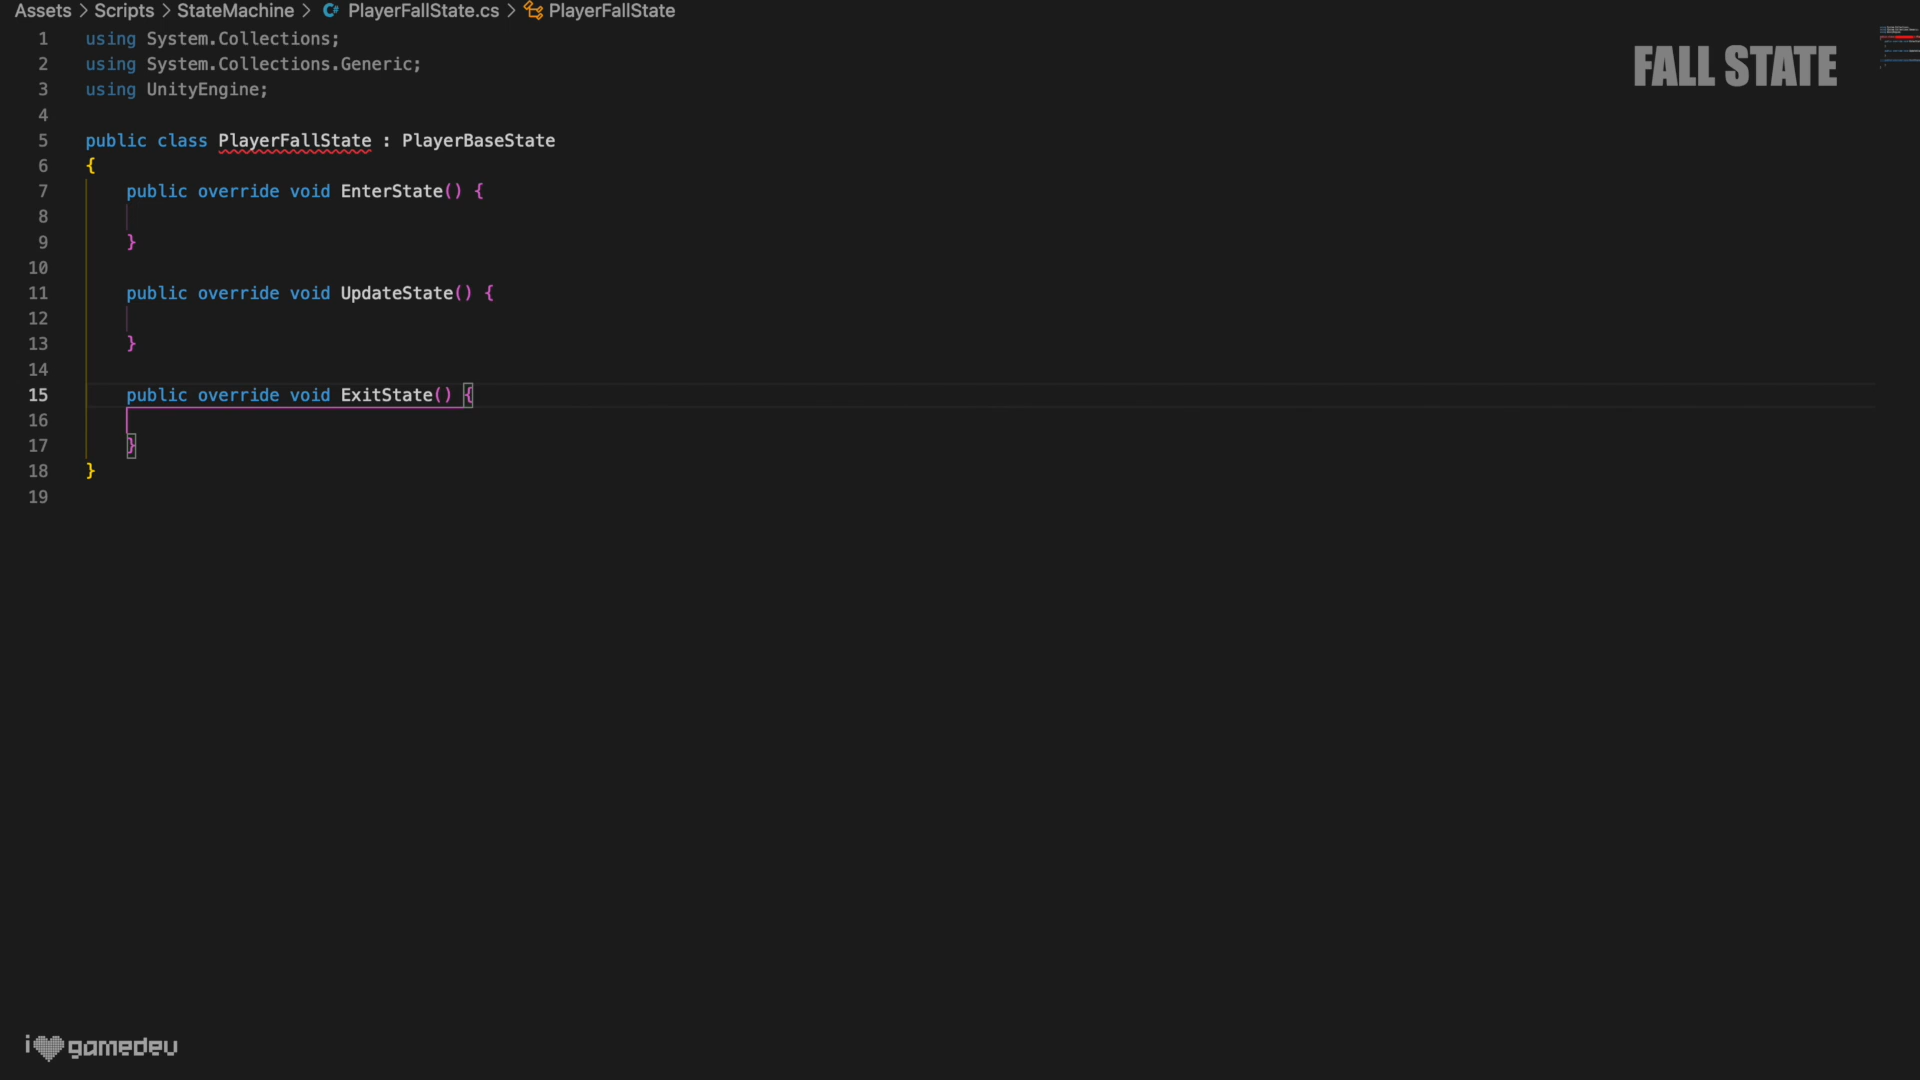 Assets > Scripts > StateMachine > PlayerFallState.cs > PlayerFallState
FALL STATE
1 using System.Collections;
2 using System.Collections.Generic;
3 using UnityEngine;
4
5 public class PlayerFallState : PlayerBaseState
6 {
7 public override void EnterState() {
8
9 }
10
11 public override void UpdateState() {
12
13 }
14
15 public override void ExitState() {
16
17 }
18 }
19
i gamedev